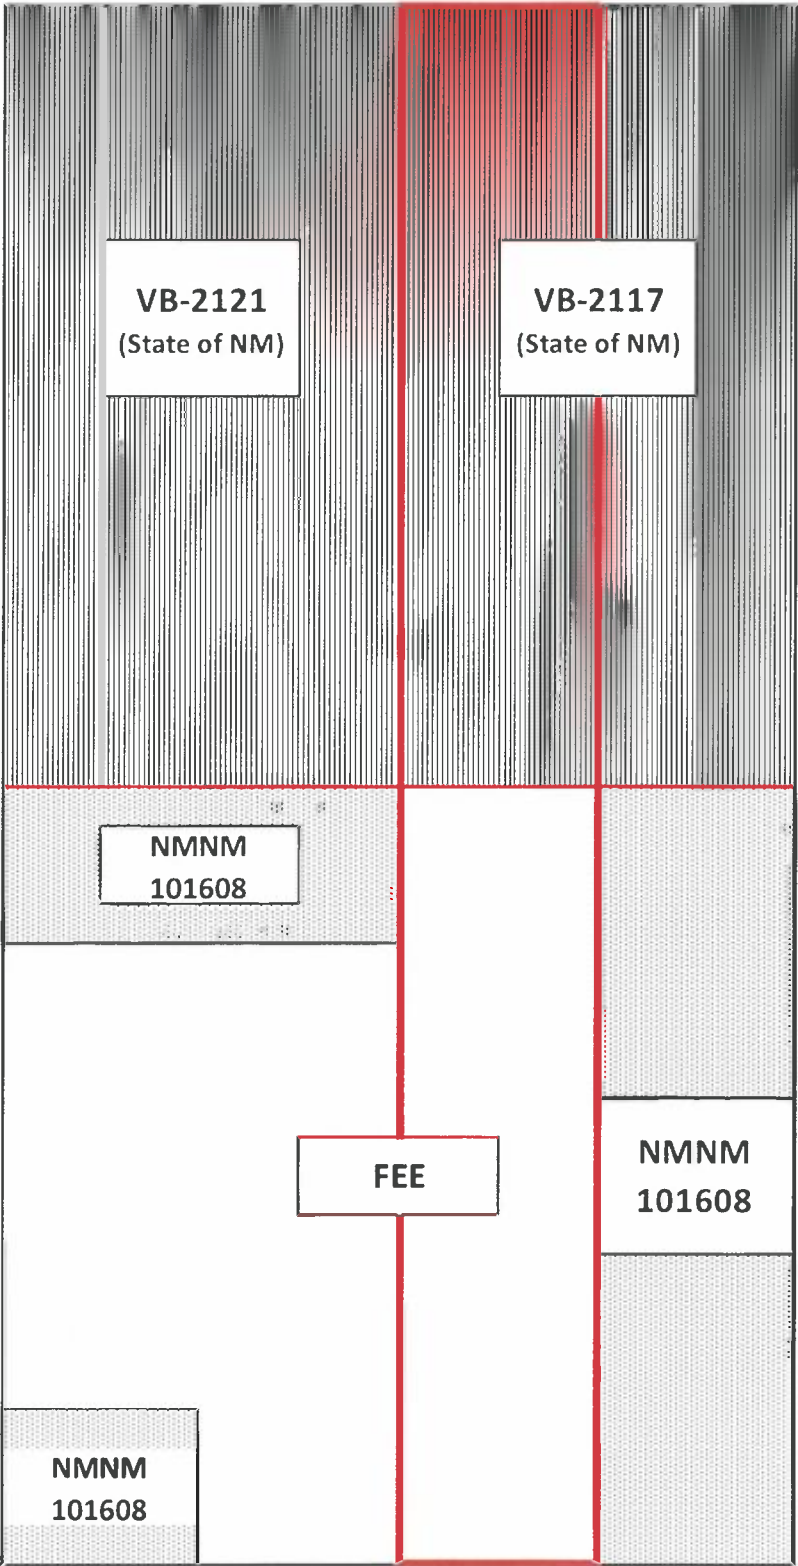 VB-2121
(State of NM)
VB-2117
(State of NM)
NMNM
101608
FEE
NMNM
101608
NMNM
101608